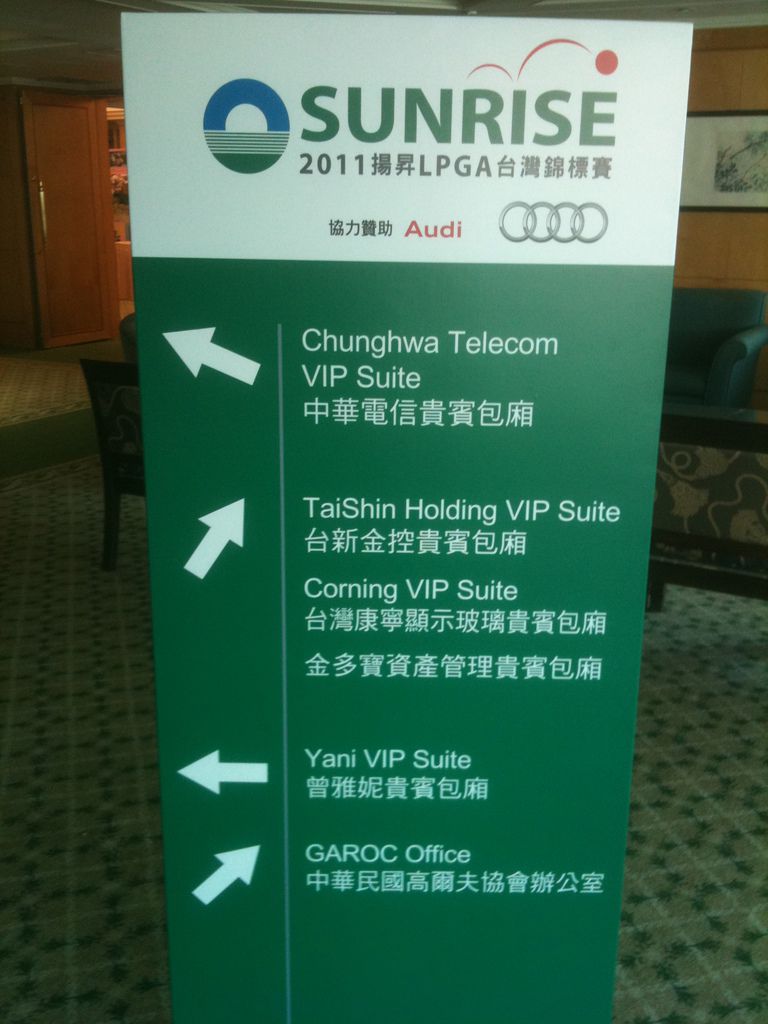 SUNRISE
2011揚昇LPGA台灣錦標賽
協力贊助 Audi
Chunghwa Telecom
VIP Suite
中華電信貴賓包廂
TaiShin Holding VIP Suite
台新金控貴賓包廂
Corning VIP Suite
台灣康寧顯示玻璃貴賓包廂
金多寶資產管理貴賓包廂
Yani VIP Suite
曾雅妮貴賓包廂
GAROC Office
中華民國高爾夫協會辦公室